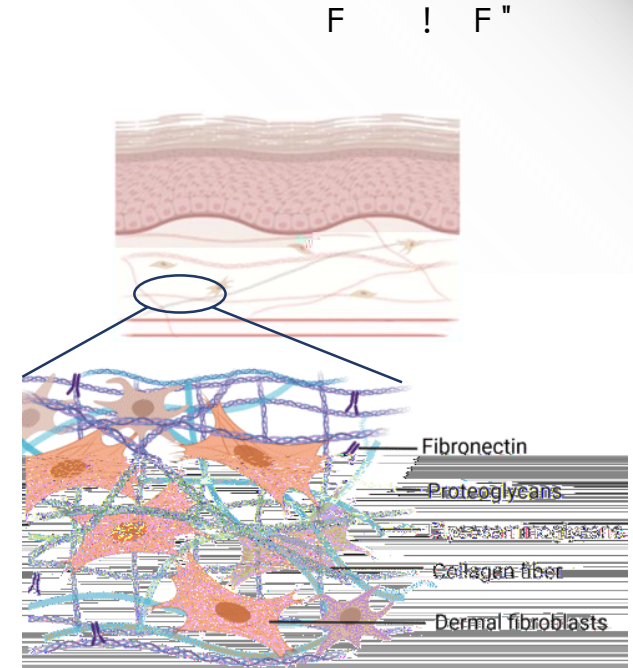 F ! F "
Fibronectin
Proteoglycans
Collagen fiber
Dermal fibroblasts